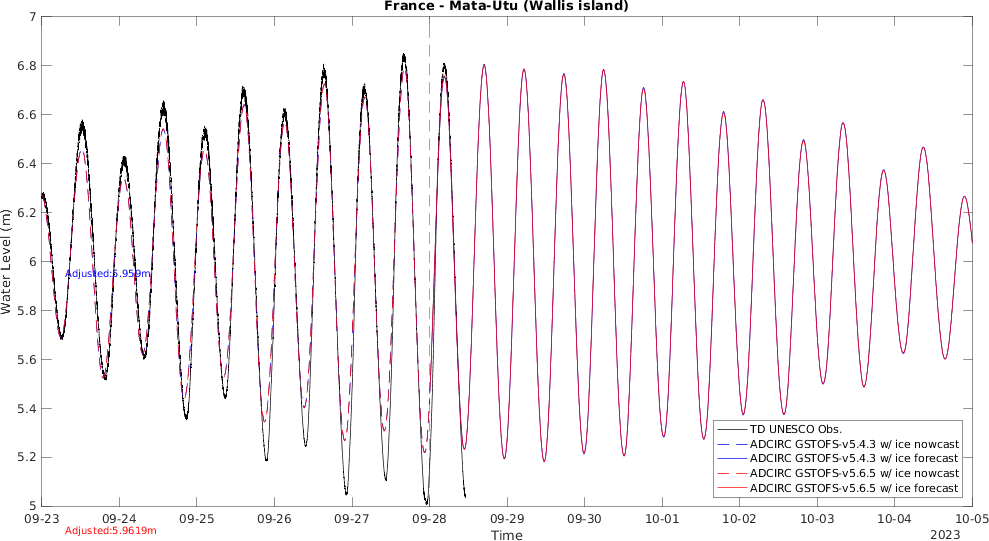 France - Mata-Utu (Wallis island)
7
6.8
6.6
6.4
6.2
6
5.8
5.6
5.4
5.2
5
Water Level (m)
Adjusted:5.959m
TD UNESCO Obs.
ADCIRC GSTOFS-v5.4.3 w/ ice nowcast
ADCIRC GSTOFS-v5.4.3 w/ ice forecast
ADCIRC GSTOFS-v5.6.5 w/ ice nowcast
ADCIRC GSTOFS-v5.6.5 w/ ice forecast
09-23 09-24 09-25 09-26 09-27 09-28 09-29 09-30 10-01 10-02 10-03 10-04 10-05
Adjusted:5.9619m
Time
2023